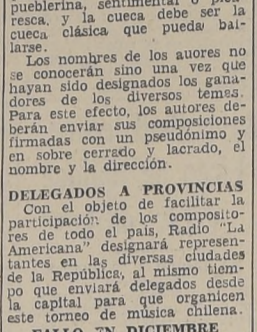 pueblerina, sentimental o pica-
resca, y la cueca debe ser la
cueca clásica que pueda bai-
larse.
Los nombres de los auores no
se conocerán sino una vez que
hayan sido designados los gana-
dores de los diversos temes.
Para este efecto, los autores de-
berán enviar sus composiciones
firmadas con un pseudónimo y
en sobre cerrado y lacrado, el
nombre y la dirección.
DELEGADOS A PROVINCIAS
Con el objeto de facilitar la
participación de los composito-
res de todo el país, Radio "La
Americana" designará represen-
tantes en las diversas ciudades
de la República, al mismo tiem-
po que enviará delegados desde
la capital para que organicen
este torneo de música chilena.
FALLO EN DICIEMBRE